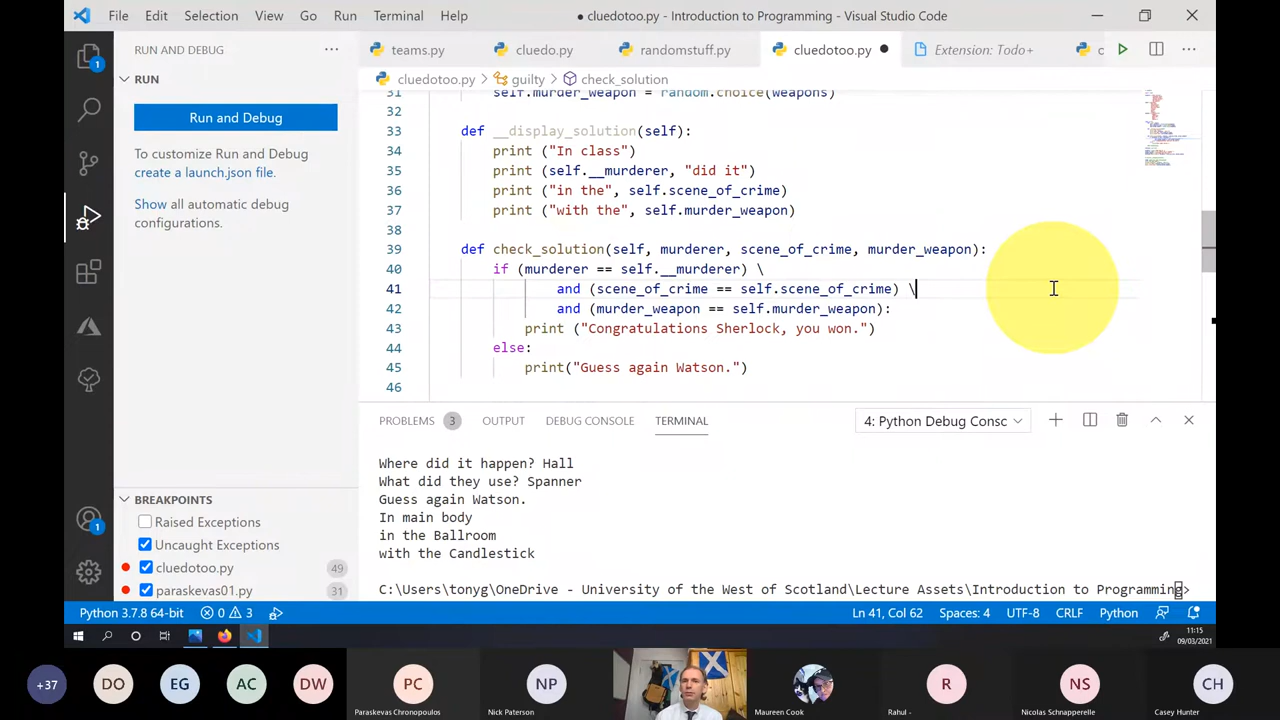 File Edit Selection View Go Run Terminal Help
● cluedotoo.py - Introduction to Programming - Visual Studio Code
RUN AND DEBUG ···
teams.py cluedo.py randomstuff.py cluedotoo.py ● Extension: Todo+ c
RUN
cluedotoo.py > guilty > check_solution
Run and Debug
To customize Run and Debug
create a launch.json file.
Show all automatic debug
configurations.
31 self.murder_weapon = random.choice(weapons)
32
33 def __display_solution(self):
34 print ("In class")
35 print (self.__murderer, "did it")
36 print ("in the", self.scene_of_crime)
37 print ("with the", self.murder_weapon)
38
39 def check_solution(self, murderer, scene_of_crime, murder_weapon):
40 if (murderer == self.__murderer) \
41 and (scene_of_crime == self.scene_of_crime) \
42 and (murder_weapon == self.murder_weapon):
43 print ("Congratulations Sherlock, you won.")
44 else:
45 print("Guess again Watson.")
46
PROBLEMS 3 OUTPUT DEBUG CONSOLE TERMINAL 4: Python Debug Consc
Where did it happen? Hall
What did they use? Spanner
Guess again Watson.
In main body
in the Ballroom
with the Candlestick
C:\Users\tonyg\OneDrive - University of the West of Scotland\Lecture Assets\Introduction to Programming>
BREAKPOINTS
Raised Exceptions
Uncaught Exceptions
cluedotoo.py 49
paraskevas01.py 31
1
1
Python 3.7.8 64-bit 0 3 Ln 41, Col 62 Spaces: 4 UTF-8 CRLF Python
11:15
09/03/2021
+37 DO EG AC DW PC NP R NS CH
Paraskevas Chronopoulos Nick Paterson Maureen Cook Rahul - Nicolas Schnapperelle Casey Hunter